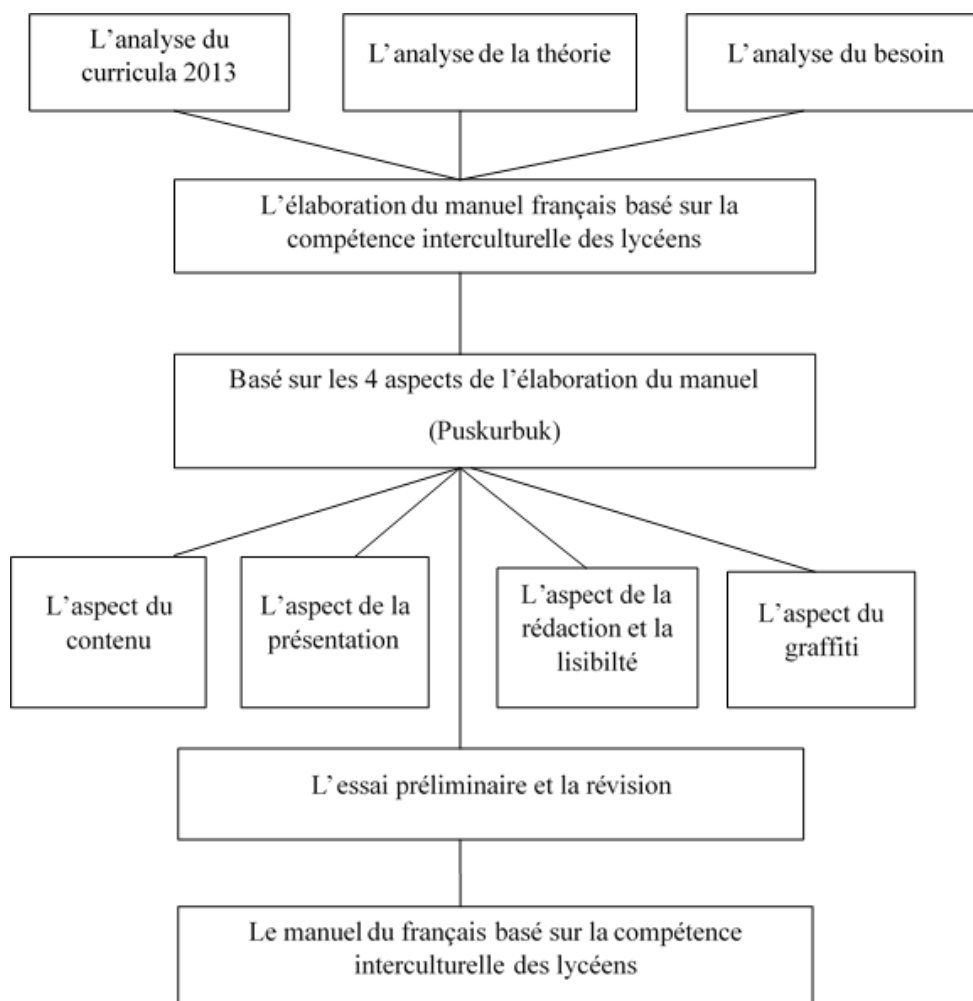 L'analyse du
curricula 2013
L'analyse de la théorie
L'analyse du besoin
L'élaboration du manuel français basé sur la
compétence interculturelle des lycéens
Basé sur les 4 aspects de l'élaboration du manuel
(Puskurbuk)
L'aspect du
contenu
L'aspect de la
présentation
L'aspect de la
rédaction et la
lisibilté
L'aspect du
graffiti
L'essai préliminaire et la révision
Le manuel du français basé sur la compétence
interculturelle des lycéens